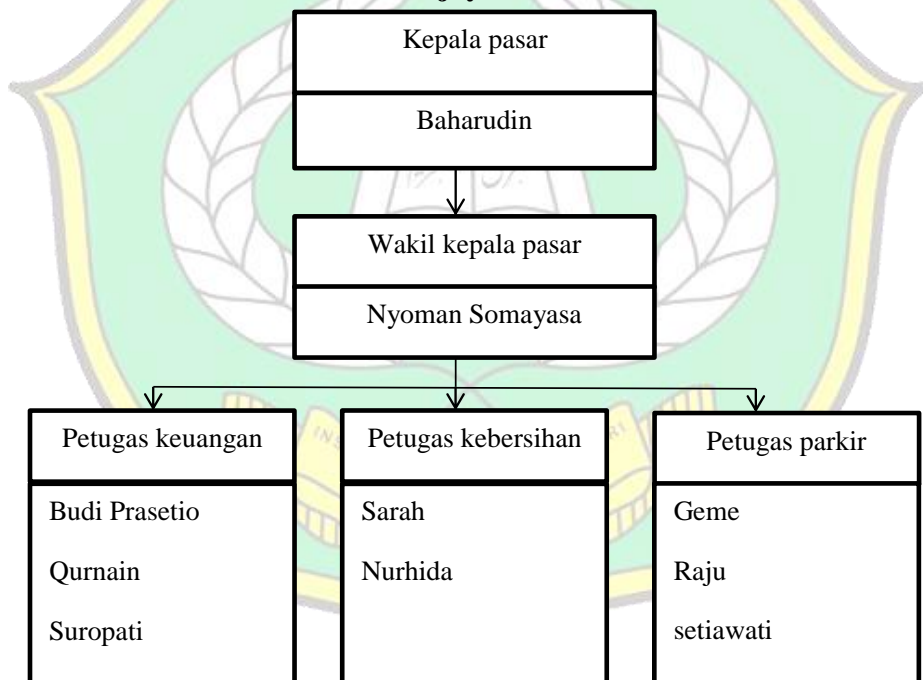 Kepala pasar
Baharudin
Wakil kepala pasar
Nyoman Somayasa
Petugas keuangan
Budi Prasetio
Qurnain
Suropati
Petugas kebersihan
Sarah
Nurhida
Petugas parkir
Geme
Raju
setiawati